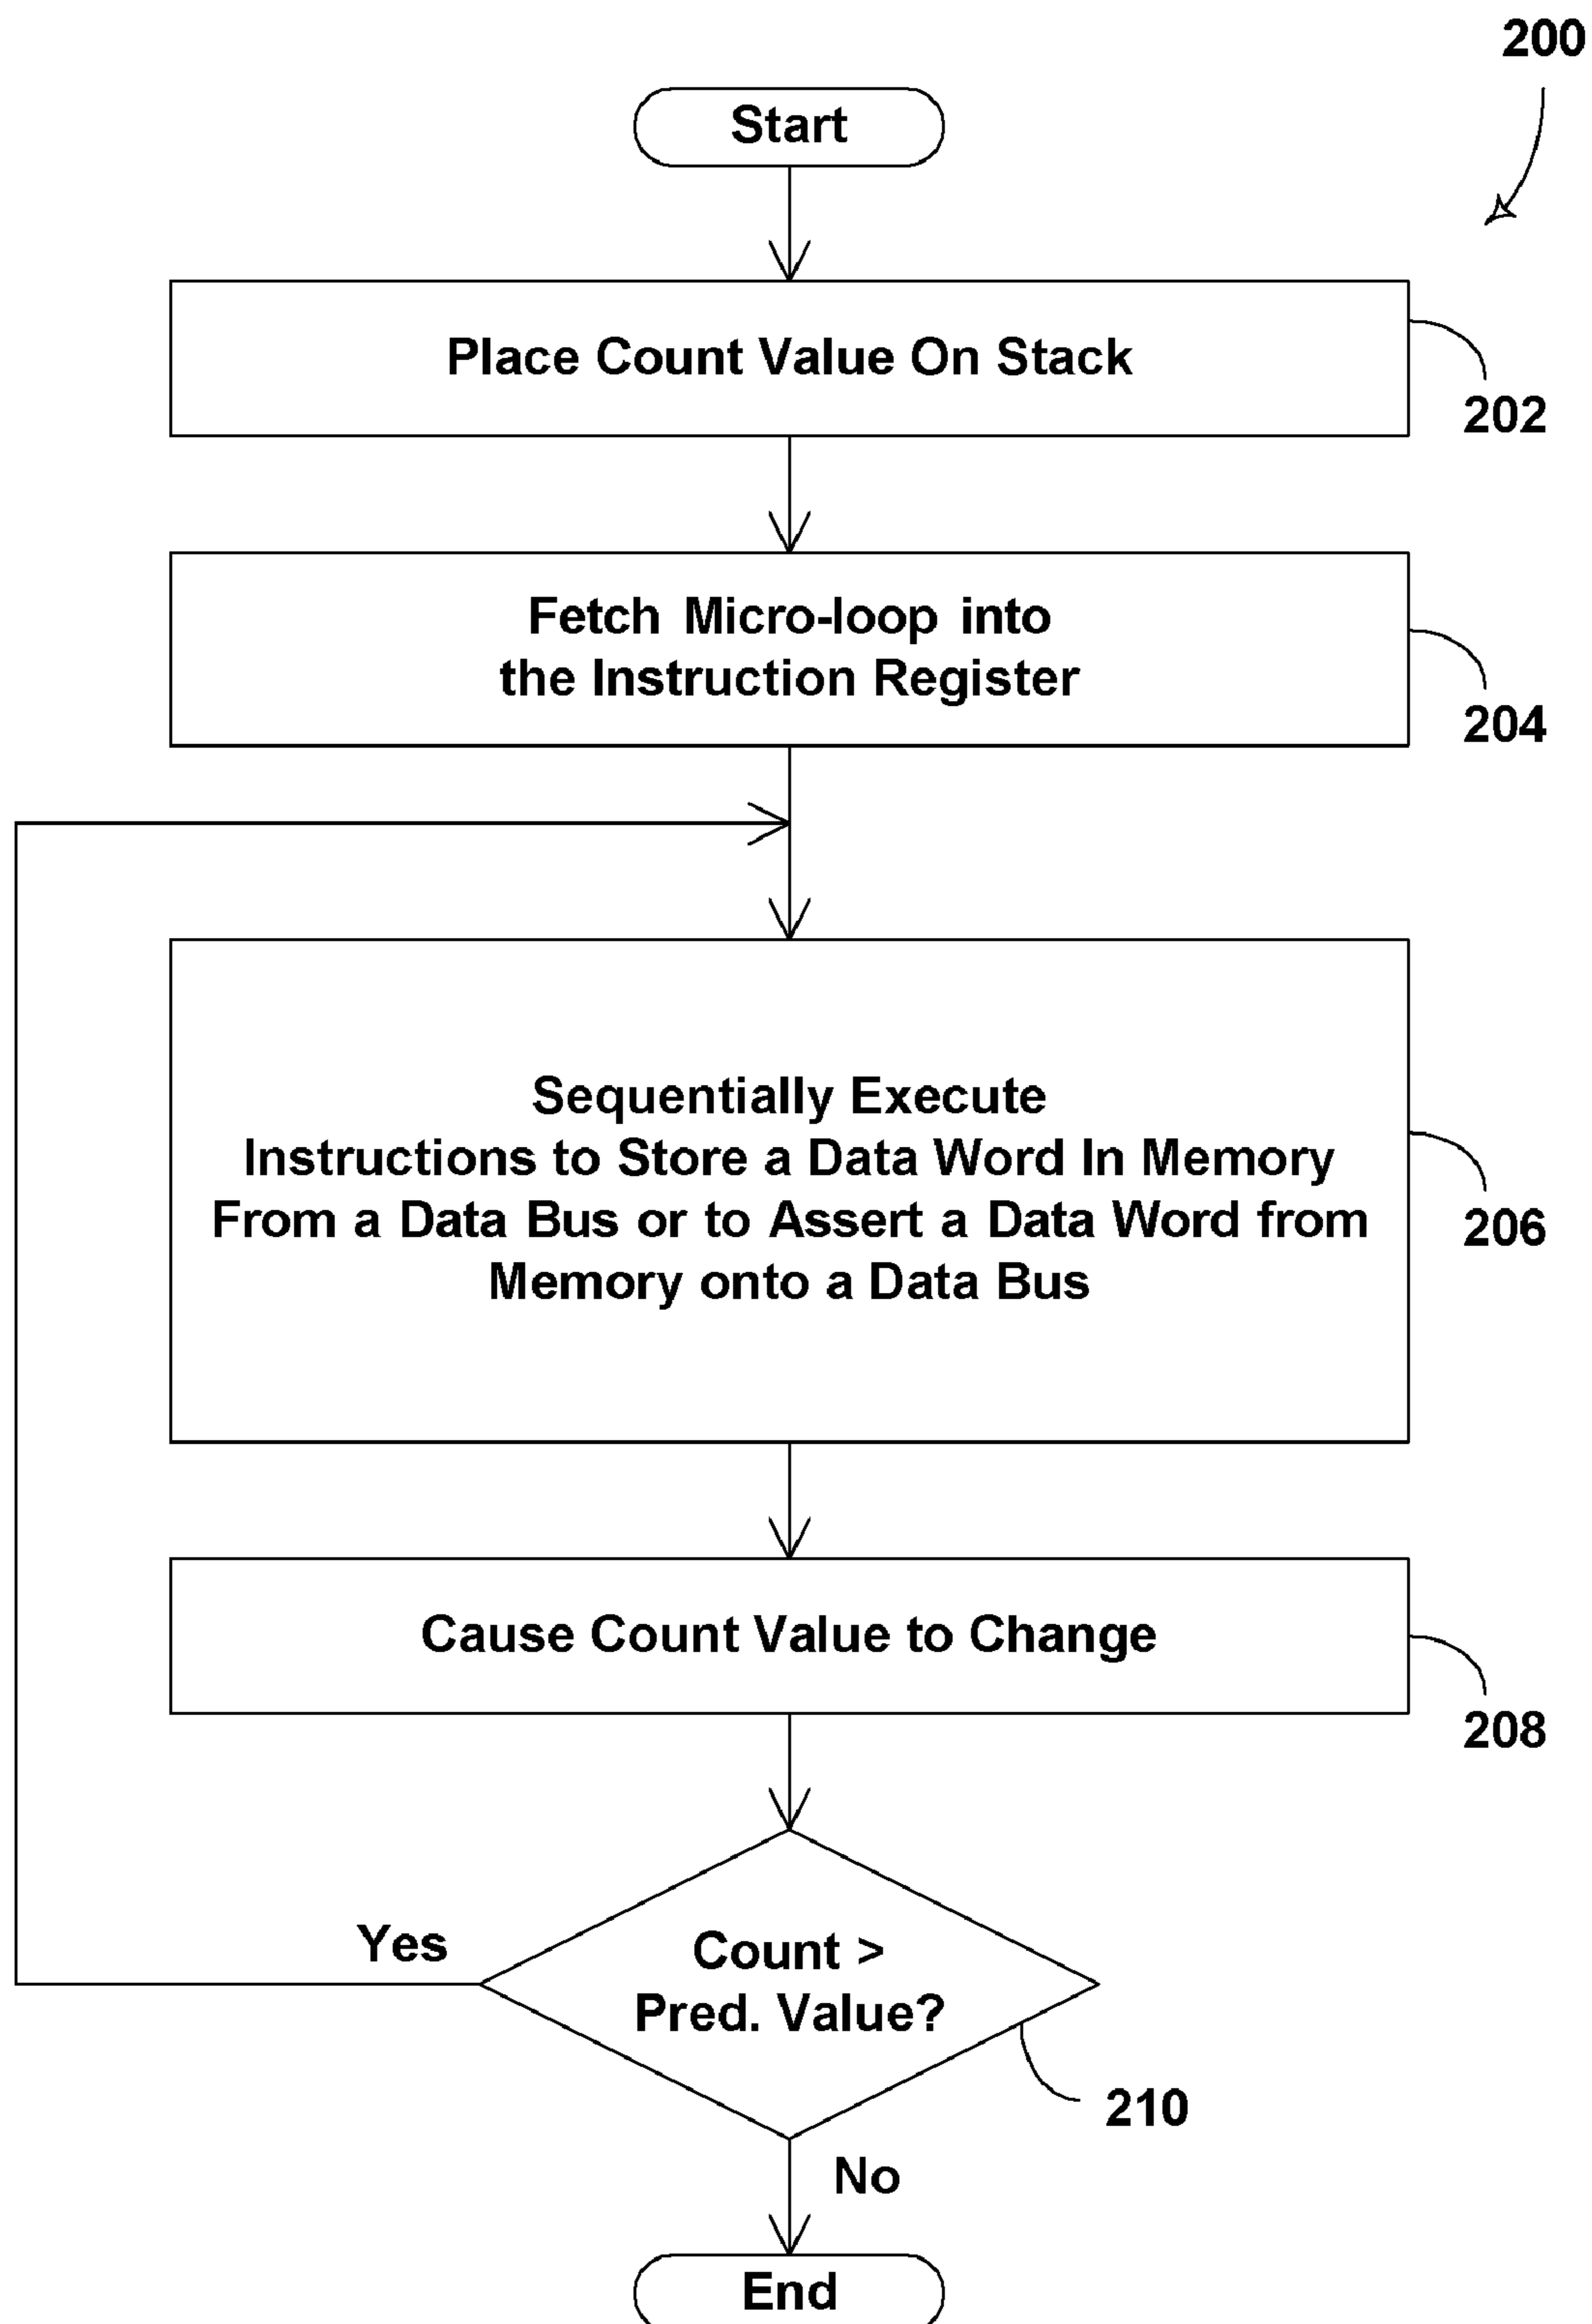 200
Start
Place Count Value On Stack
202
Fetch Micro-loop into
the Instruction Register
204
Sequentially Execute
Instructions to Store a Data Word In Memory
From a Data Bus or to Assert a Data Word from
Memory onto a Data Bus
206
Cause Count Value to Change
208
Yes
Count >
Pred. Value?
210
No
End